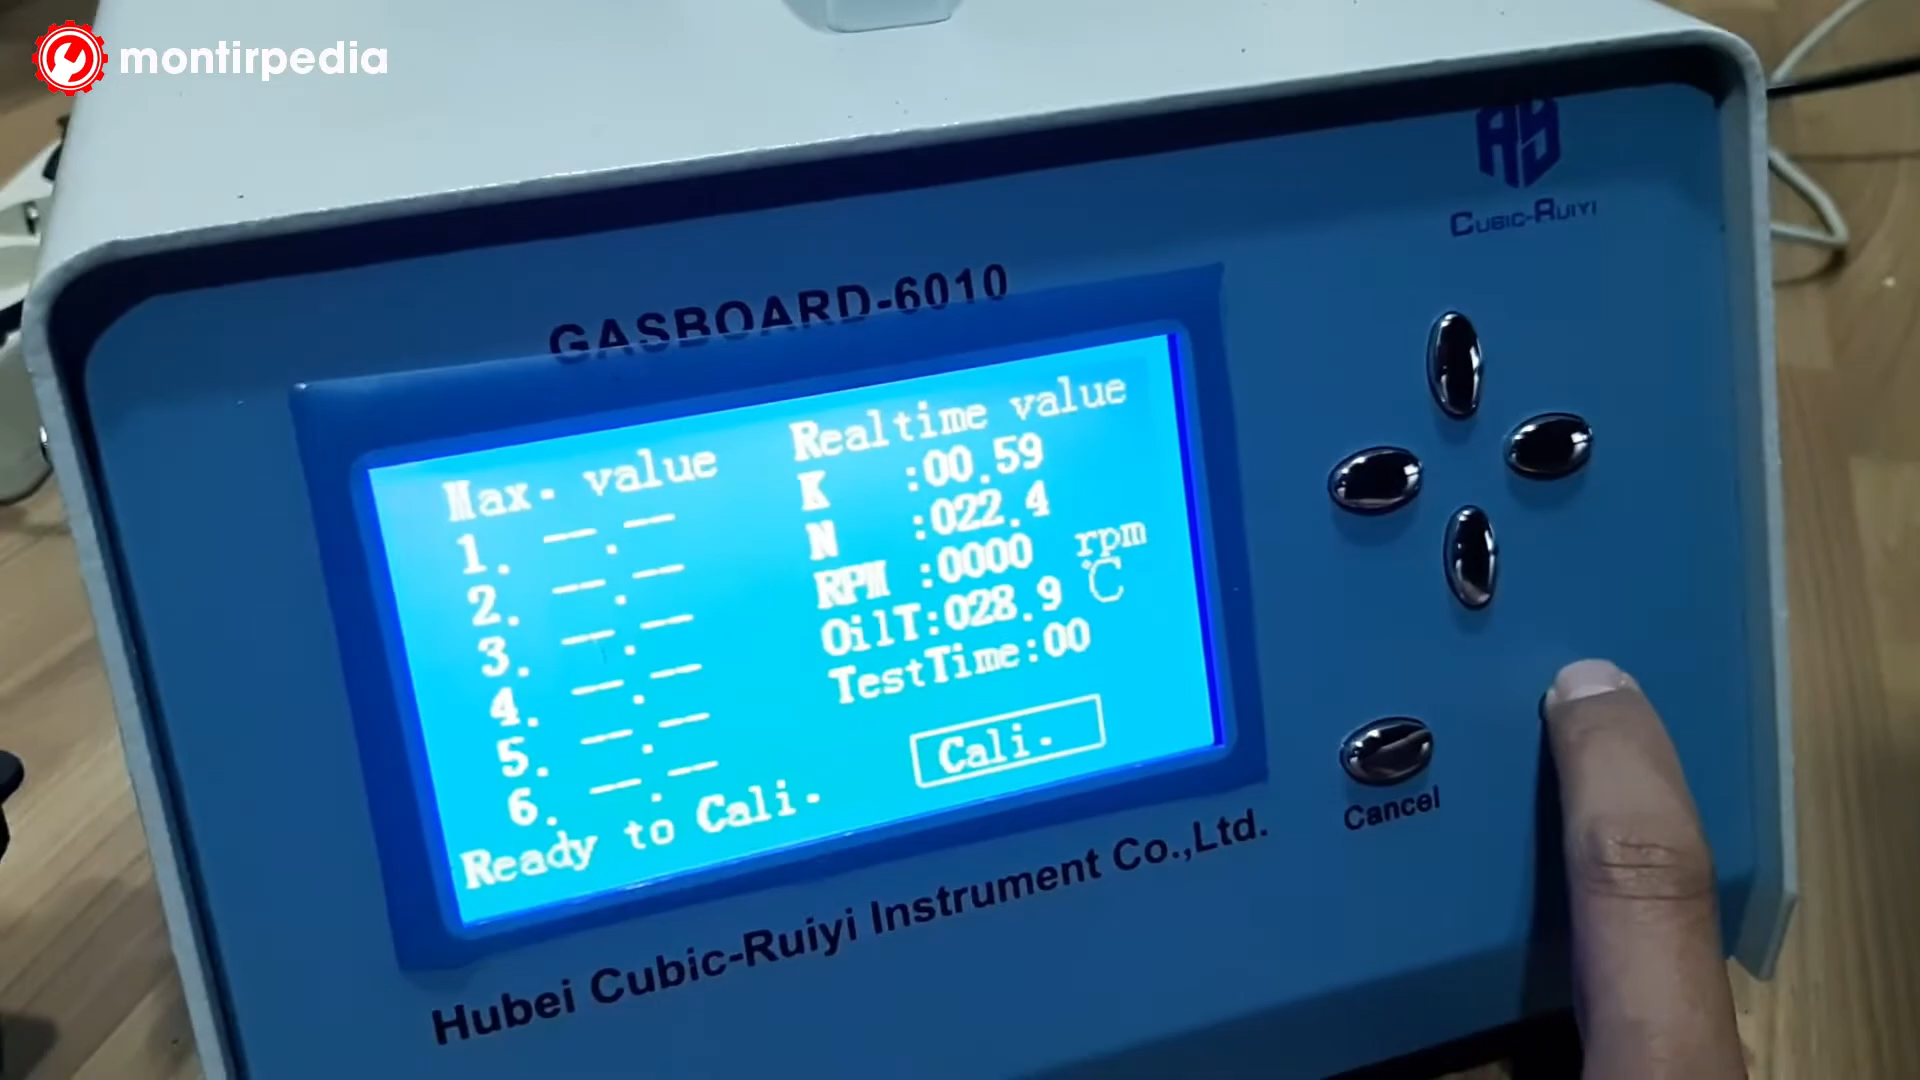 montirpedia
CUBIC-RUIYI
GASBOARD-6010
Max. value
1. __.__
2. __.__
3. __.__
4. __.__
5. __.__
6. __.__
Ready to Cali.
Realtime value
K :00.59
N :022.4
RPM :0000 rpm
OilT:028.9 ℃
TestTime:00
Cali.
Cancel
Hubei Cubic-Ruiyi Instrument Co.,Ltd.